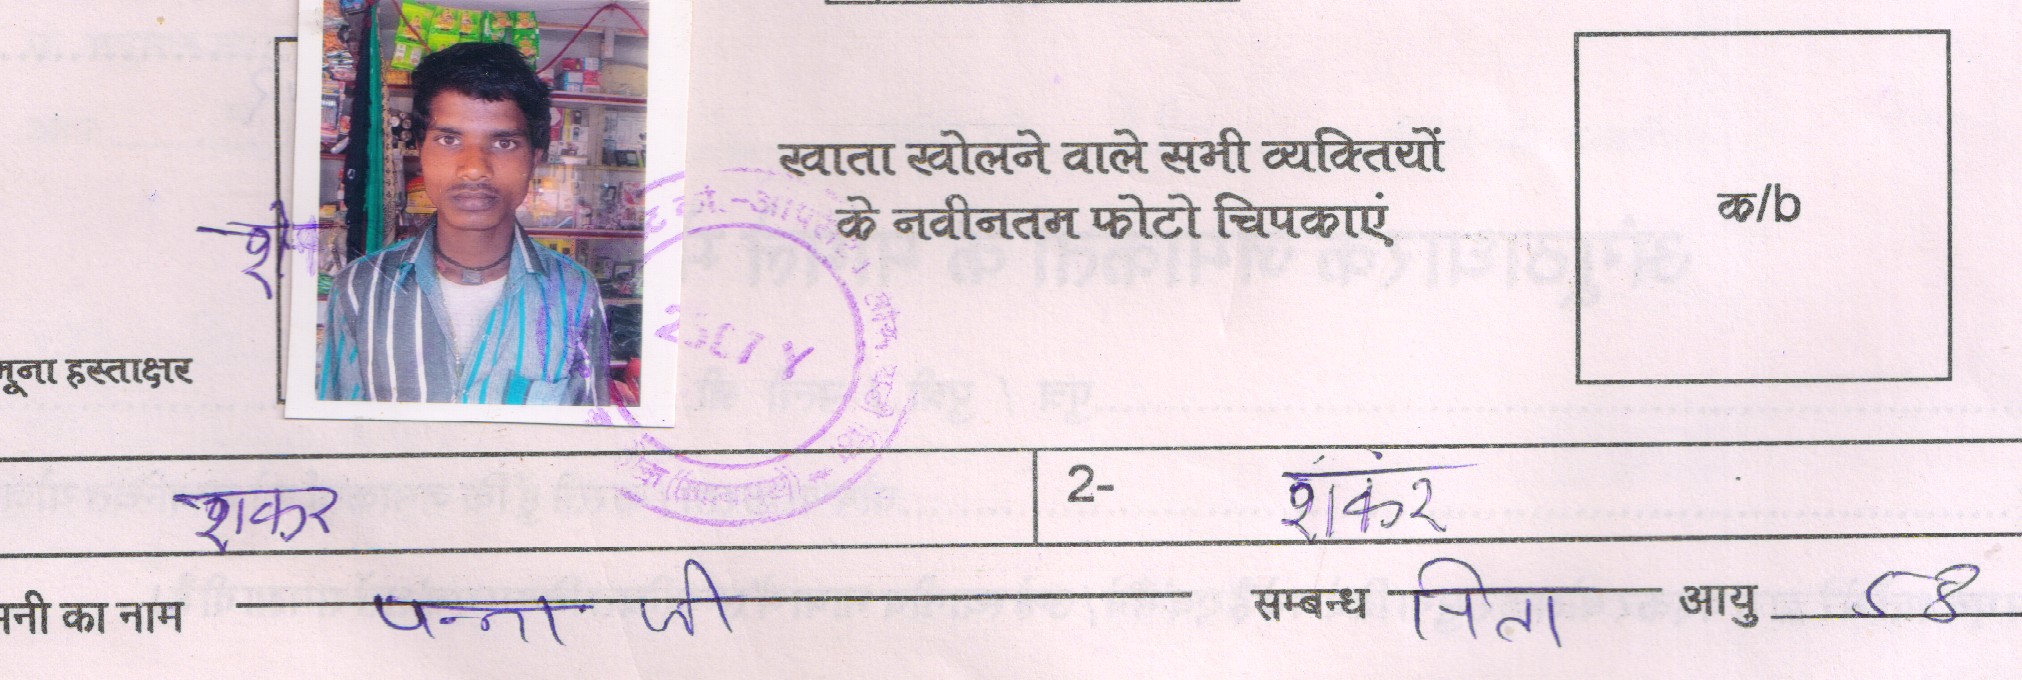 खाता खोलने वाले सभी व्यक्तियों
के नवीनतम फोटो चिपकाएं
क/b
हस्ताक्षर
शकर
2- शंकर
का नाम पन्ना जी सम्बन्ध पिता आयु 58